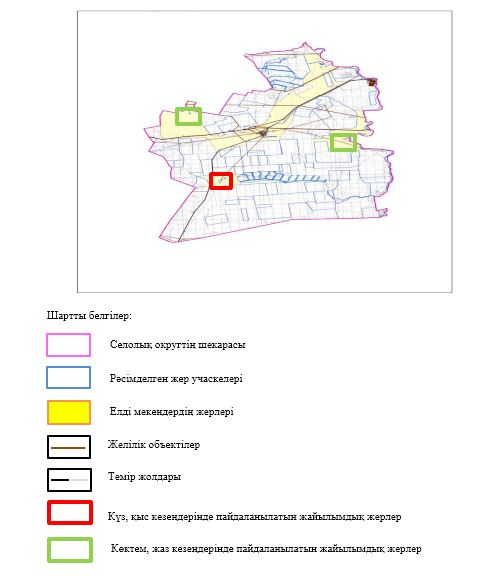 Шартты белгілер:
Селолық округтің шекарасы
Рәсімделген жер учаскелері
Елді мекендердің жерлері
Желілік объектілер
Темір жолдары
Күз, қыс кезеңдерінде пайдаланылатын жайылымдық жерлер
Көктем, жаз кезеңдерінде пайдаланылатын жайылымдық жерлер